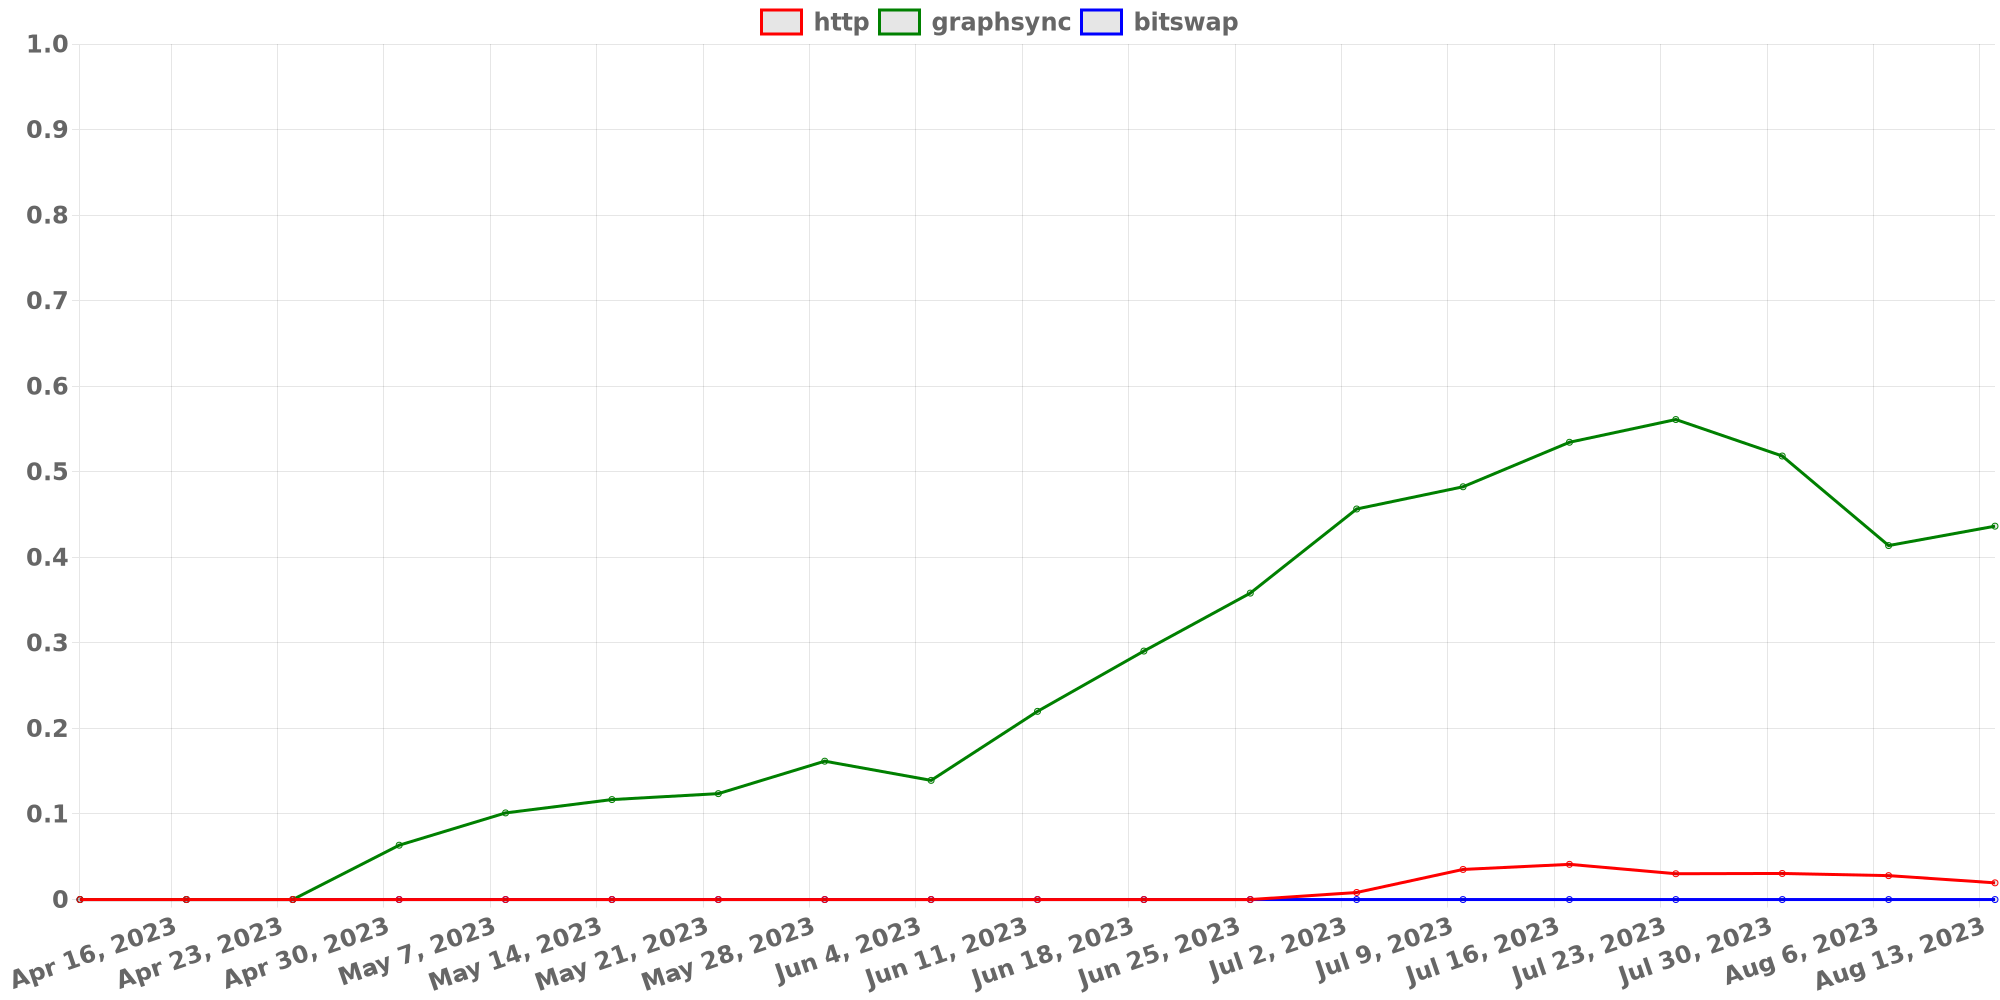 http graphsync bitswap
1.0
0.9
0.8
0.7
0.6
0.5
0.4
0.3
0.2
0.1
0
Apr 16, 2023
Apr 23, 2023
Apr 30, 2023
May 7, 2023
May 14, 2023
May 21, 2023
May 28, 2023
Jun 4, 2023
Jun 11, 2023
Jun 18, 2023
Jun 25, 2023
Jul 2, 2023
Jul 9, 2023
Jul 16, 2023
Jul 23, 2023
Jul 30, 2023
Aug 6, 2023
Aug 13, 2023